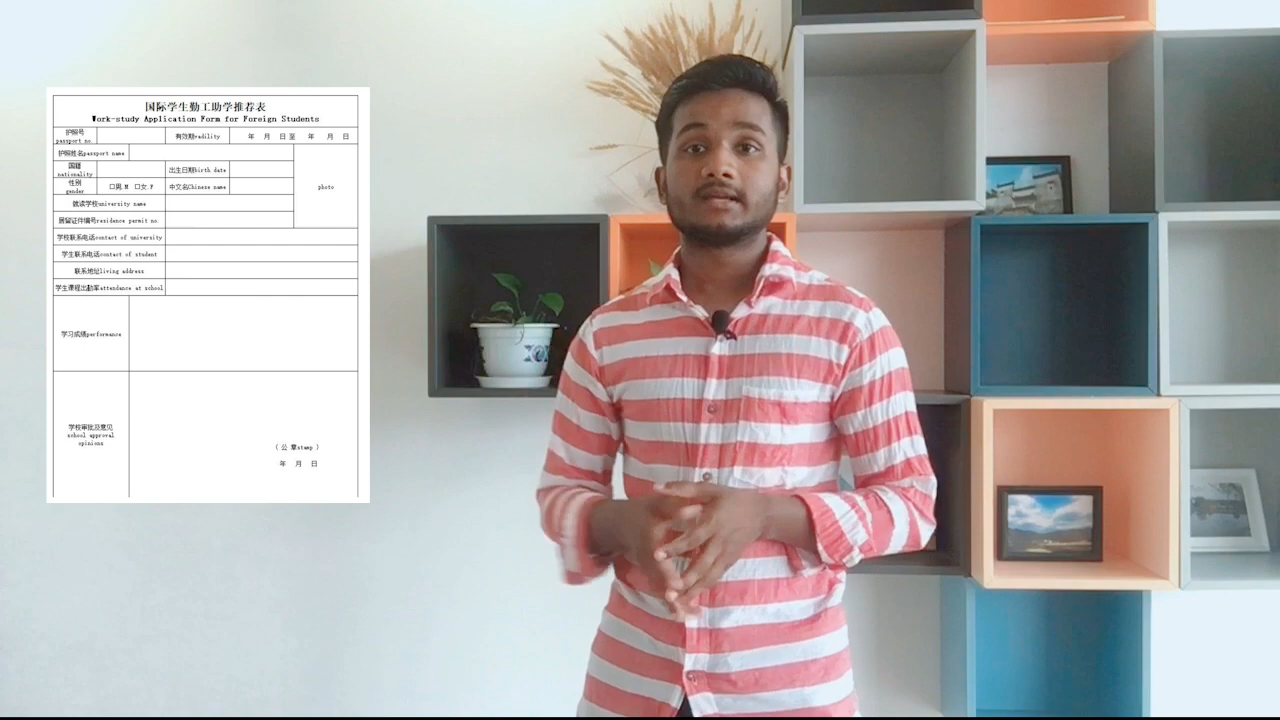 国际学生勤工助学推荐表
Work-study Application Form for Foreign Students
护照号
passport no.
有效期vadility
年 月 日 至 年 月 日
护照姓名passport name
国籍
nationality
出生日期birth date
photo
性别
gender
口男.M 口女.F
中文名Chinese name
就读学校university name
居留证件编号residence permit no.
学校联系电话contact of university
学生联系电话contact of student
联系地址living address
学生课程出勤率attendance at school
学习成绩performance
学校审批及意见
school approval
opinions
( 公 章stamp )
年 月 日